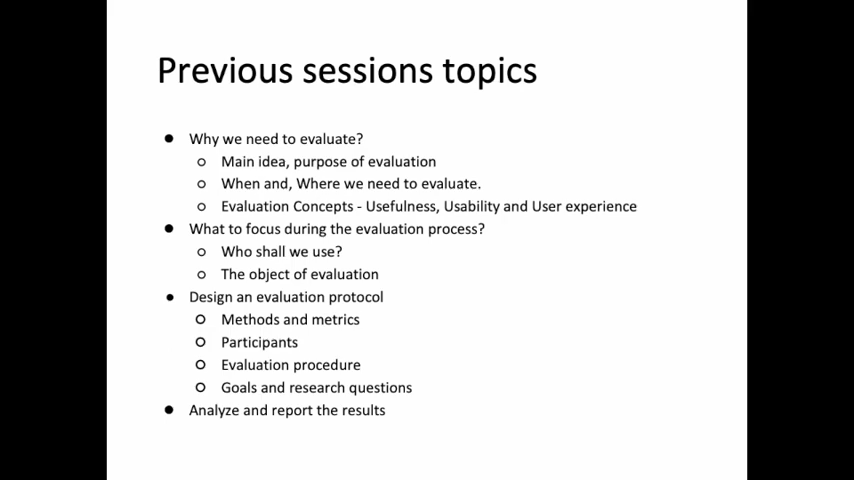 Previous sessions topics
● Why we need to evaluate?
○ Main idea, purpose of evaluation
○ When and, Where we need to evaluate.
○ Evaluation Concepts - Usefulness, Usability and User experience
● What to focus during the evaluation process?
○ Who shall we use?
○ The object of evaluation
● Design an evaluation protocol
○ Methods and metrics
○ Participants
○ Evaluation procedure
○ Goals and research questions
● Analyze and report the results